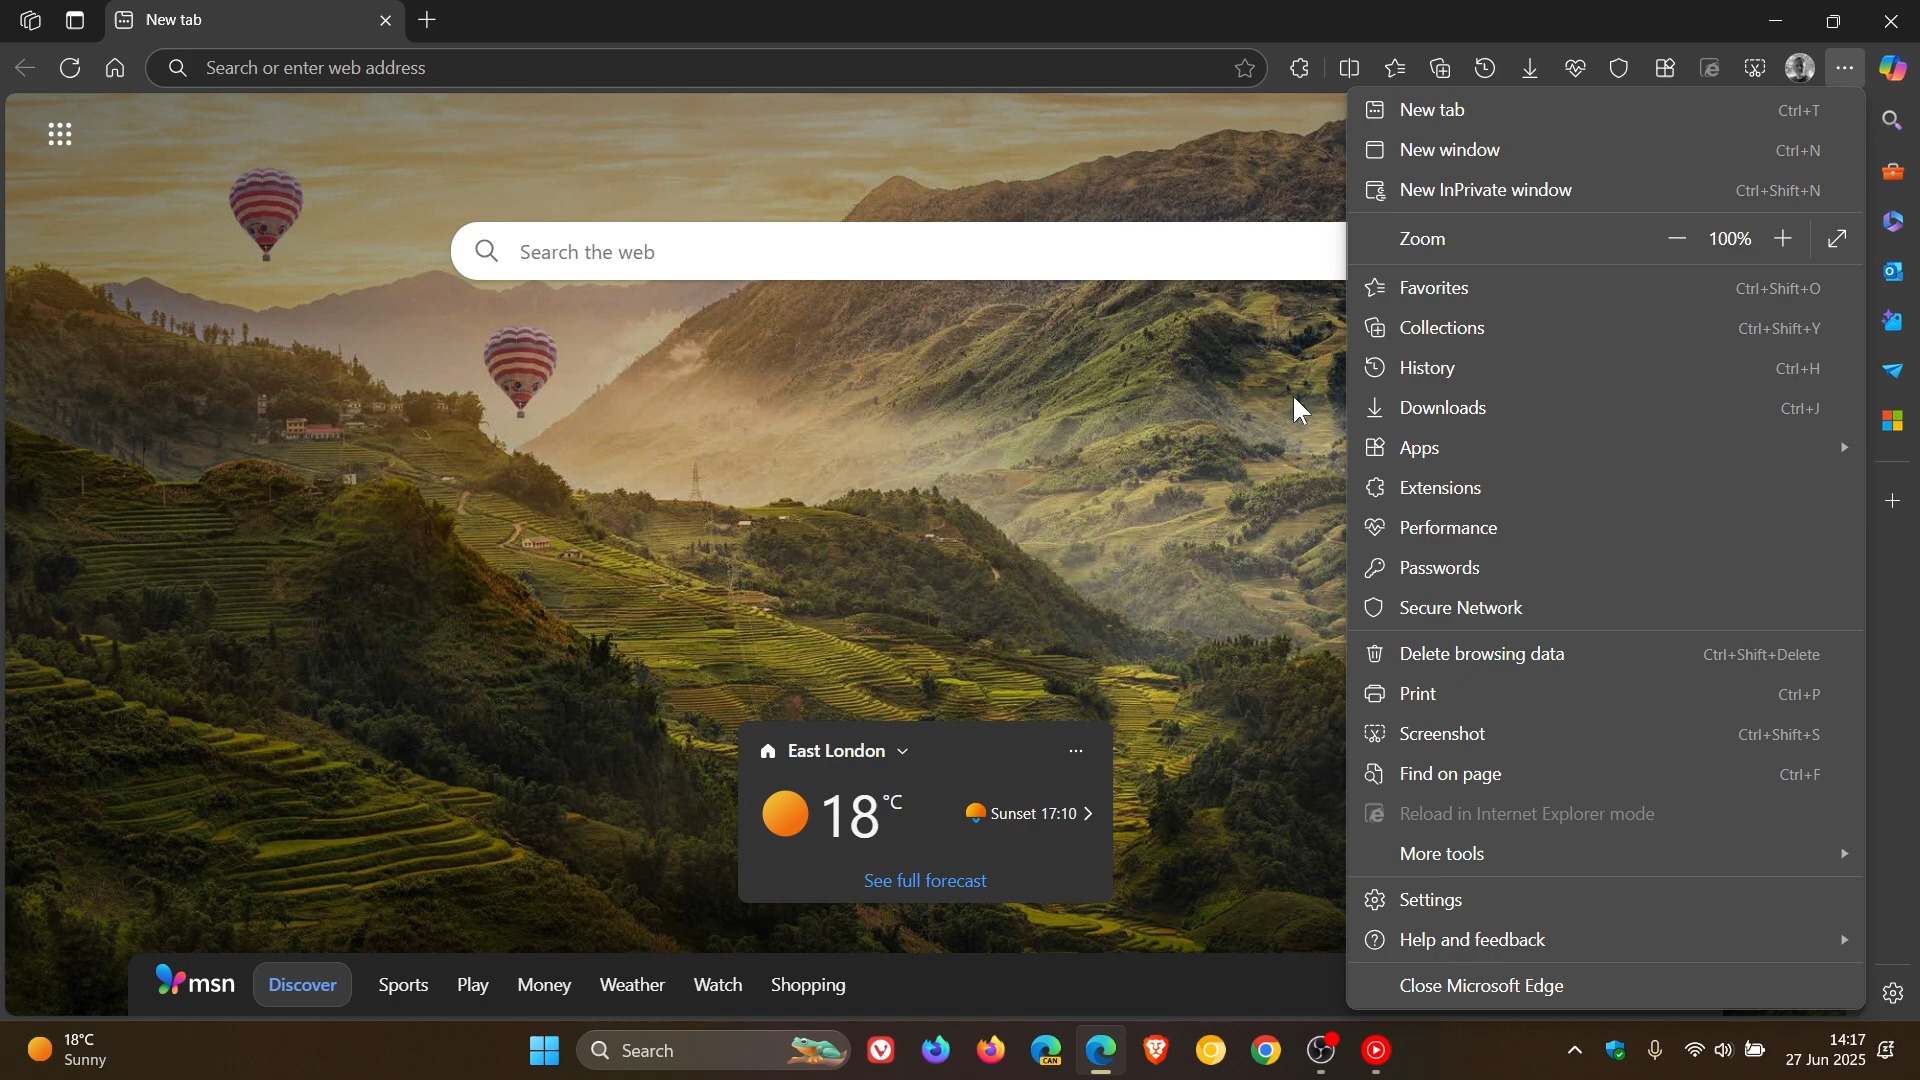 New tab
Search or enter web address
New tab Ctrl+T
New window Ctrl+N
New InPrivate window Ctrl+Shift+N
Zoom 100%
Search the web
Favorites Ctrl+Shift+O
Collections Ctrl+Shift+Y
History Ctrl+H
Downloads Ctrl+J
Apps
Extensions
Performance
Passwords
Secure Network
Delete browsing data Ctrl+Shift+Delete
Print Ctrl+P
Screenshot Ctrl+Shift+S
Find on page Ctrl+F
Reload in Internet Explorer mode
More tools
Settings
Help and feedback
Close Microsoft Edge
East London
18 °C
Sunset 17:10
See full forecast
msn Discover Sports Play Money Weather Watch Shopping
18°C
Sunny
Search
CAN
14:17
27 Jun 2025